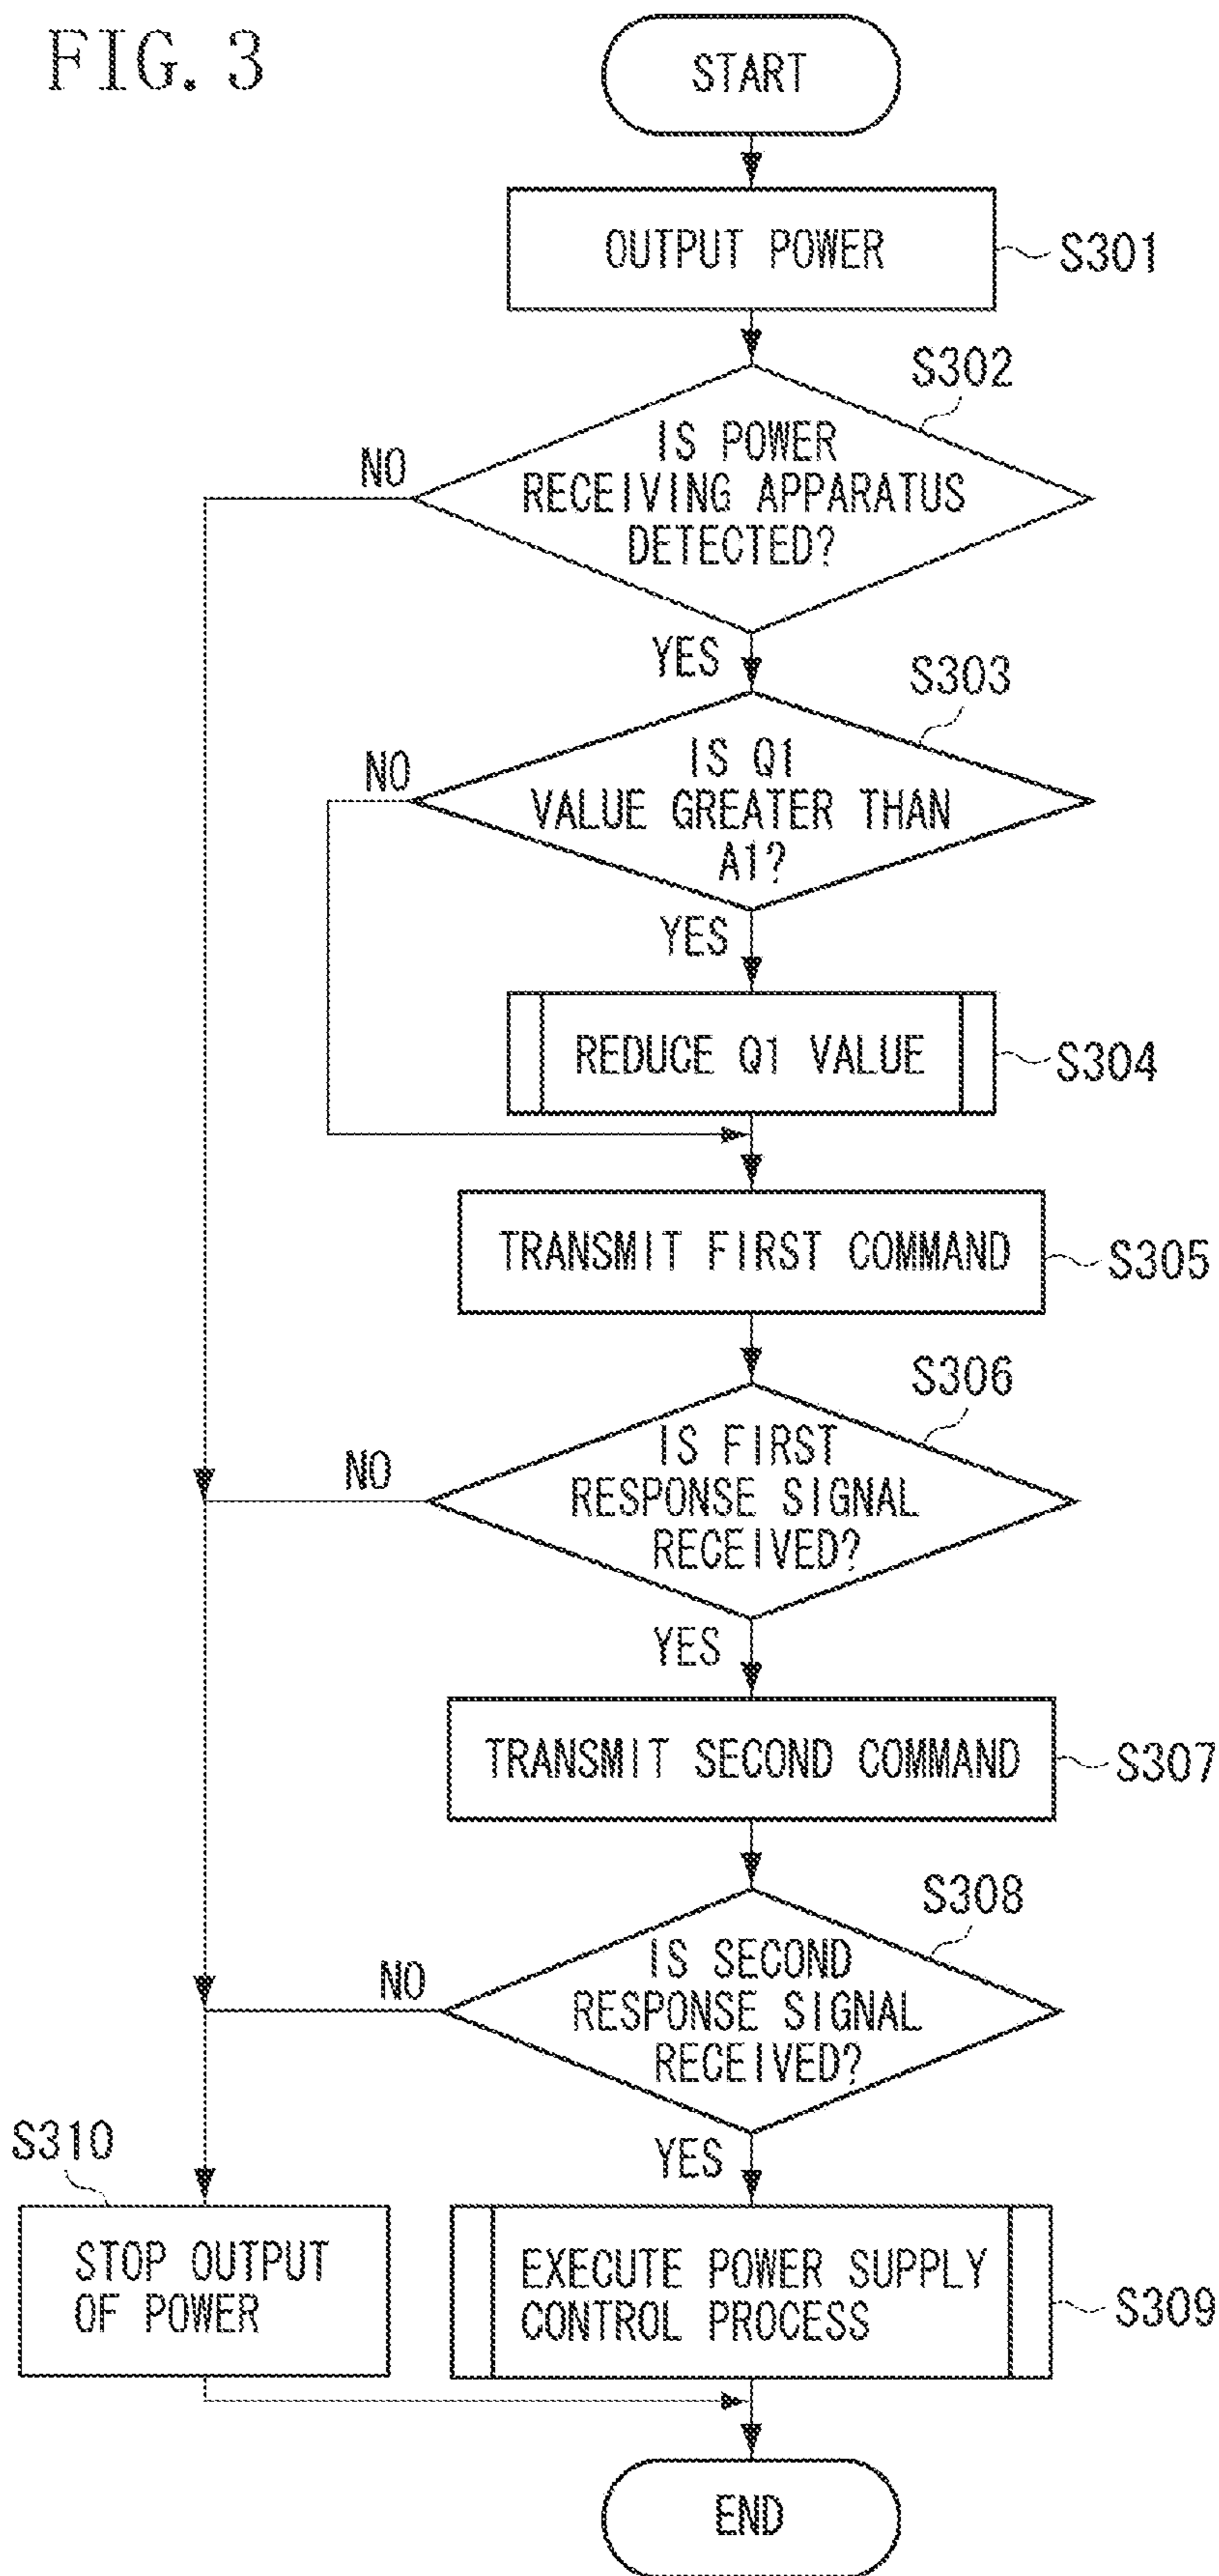 FIG. 3
START
OUTPUT POWER
S301
S302
IS POWER
RECEIVING APPARATUS
DETECTED?
NO
YES
S303
IS Q1
VALUE GREATER THAN
A1?
NO
YES
REDUCE Q1 VALUE
S304
TRANSMIT FIRST COMMAND
S305
S306
IS FIRST
RESPONSE SIGNAL
RECEIVED?
NO
YES
TRANSMIT SECOND COMMAND
S307
S308
IS SECOND
RESPONSE SIGNAL
RECEIVED?
NO
YES
S310
STOP OUTPUT
OF POWER
EXECUTE POWER SUPPLY
CONTROL PROCESS
S309
END